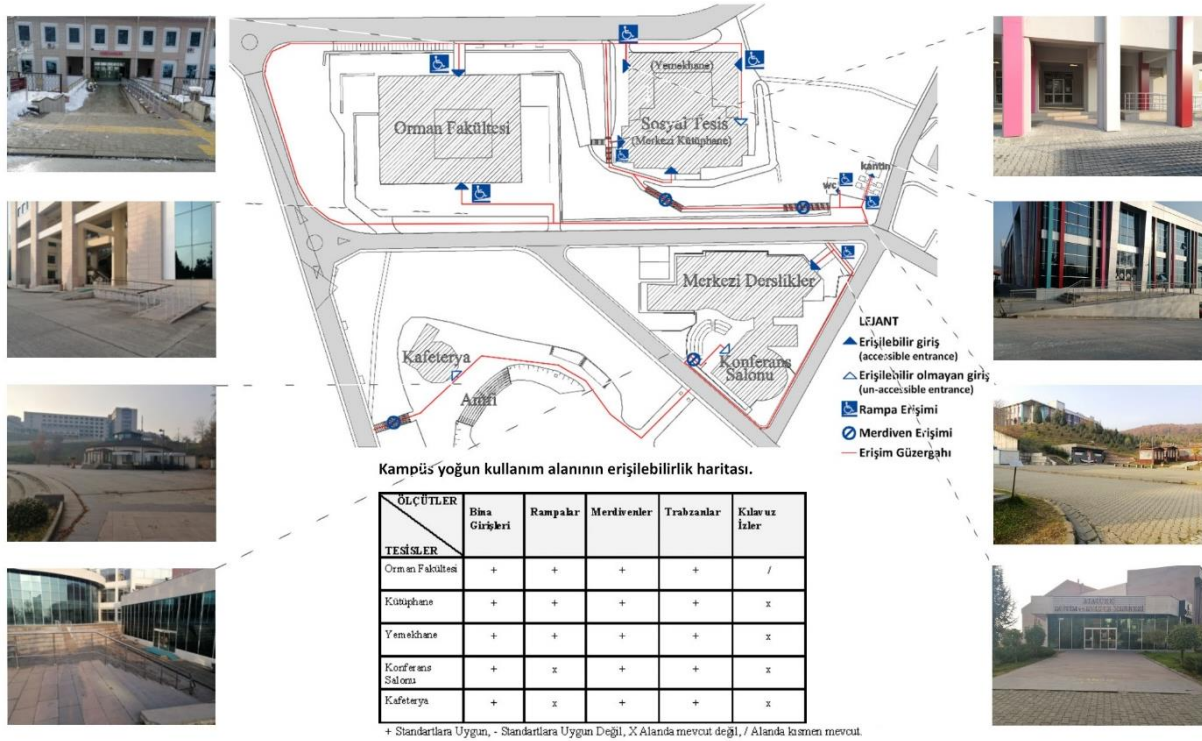 (Yemekhane)
Orman Fakültesi
Sosyal Tesis
(Merkezi Kütüphane)
kantin
wc
Merkezi Derslikler
Kafeterya
Amfi
Konferans
Salonu
LEJANT
Erişilebilir giriş
(accessible entrance)
Erişilebilir olmayan giriş
(un-accessible entrance)
Rampa Erişimi
Merdiven Erişimi
Erişim Güzergahı
Kampüs yoğun kullanım alanının erişilebilirlik haritası.
ÖLÇÜTLER
TESİSLER
Bina Girişleri
Rampalar
Merdivenler
Trabzanlar
Kılavuz İzler
Orman Fakültesi + + + + /
Kütüphane + + + + x
Yemekhane + + + + x
Konferans Salonu + x + + x
Kafeterya + x + + x
+ Standartlara Uygun, - Standartlara Uygun Değil, X Alanda mevcut değil, / Alanda kısmen mevcut.